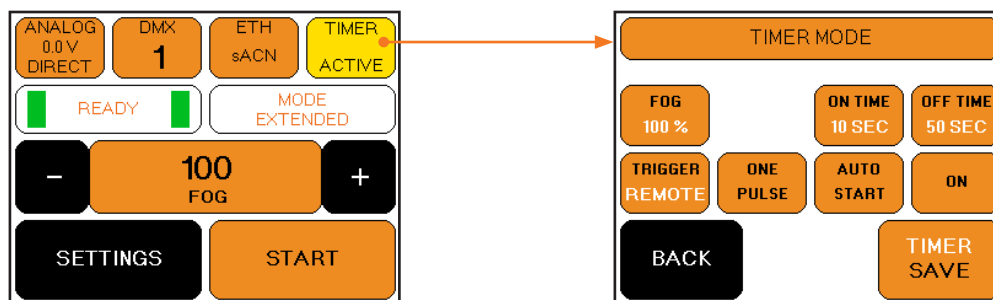 ANALOG
0.0 V
DIRECT
DMX
1
ETH
sACN
TIMER
ACTIVE
READY
MODE
EXTENDED
-
100
FOG
+
SETTINGS
START
TIMER MODE
FOG
100 %
ON TIME
10 SEC
OFF TIME
50 SEC
TRIGGER
REMOTE
ONE
PULSE
AUTO
START
ON
BACK
TIMER
SAVE